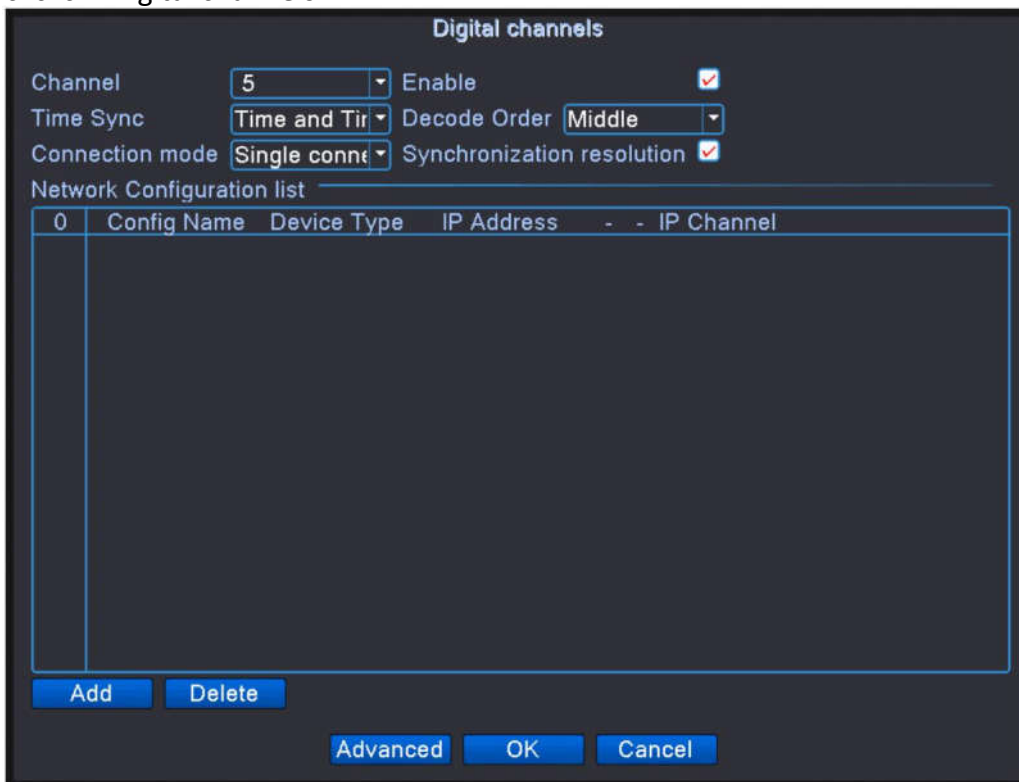 Digital channels
Channel 5 Enable
Time Sync Time and Tir Decode Order Middle
Connection mode Single conne Synchronization resolution
Network Configuration list
0 Config Name Device Type IP Address - - IP Channel
Add Delete
Advanced OK Cancel